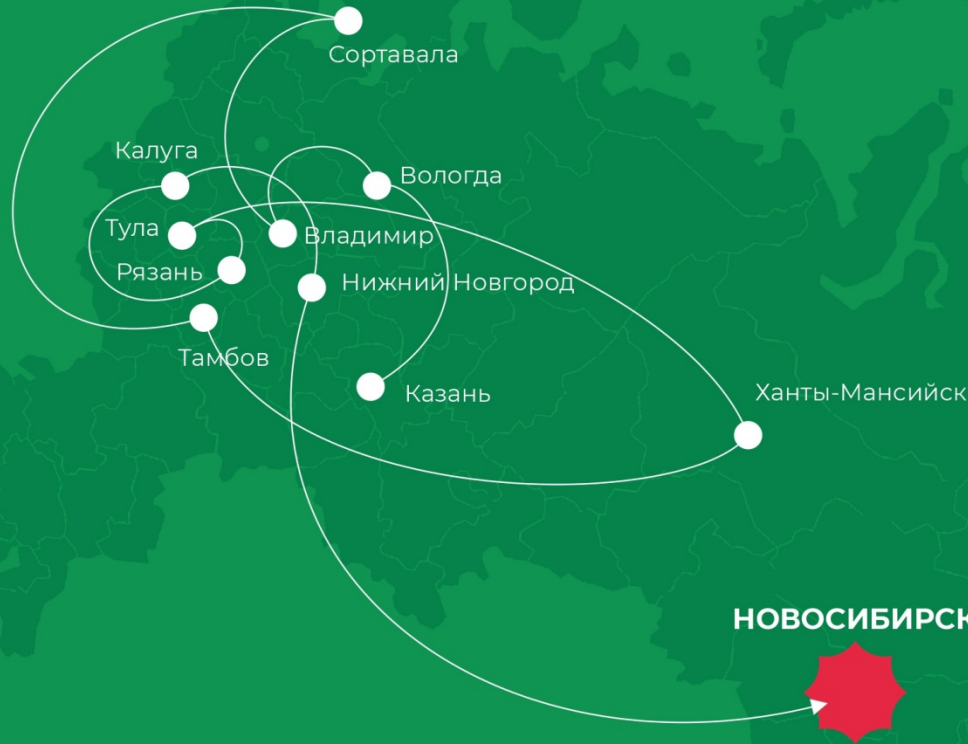 Сортавала
Калуга
Вологда
Тула
Владимир
Рязань
Нижний Новгород
Тамбов
Казань
Ханты-Мансийск
НОВОСИБИРСК